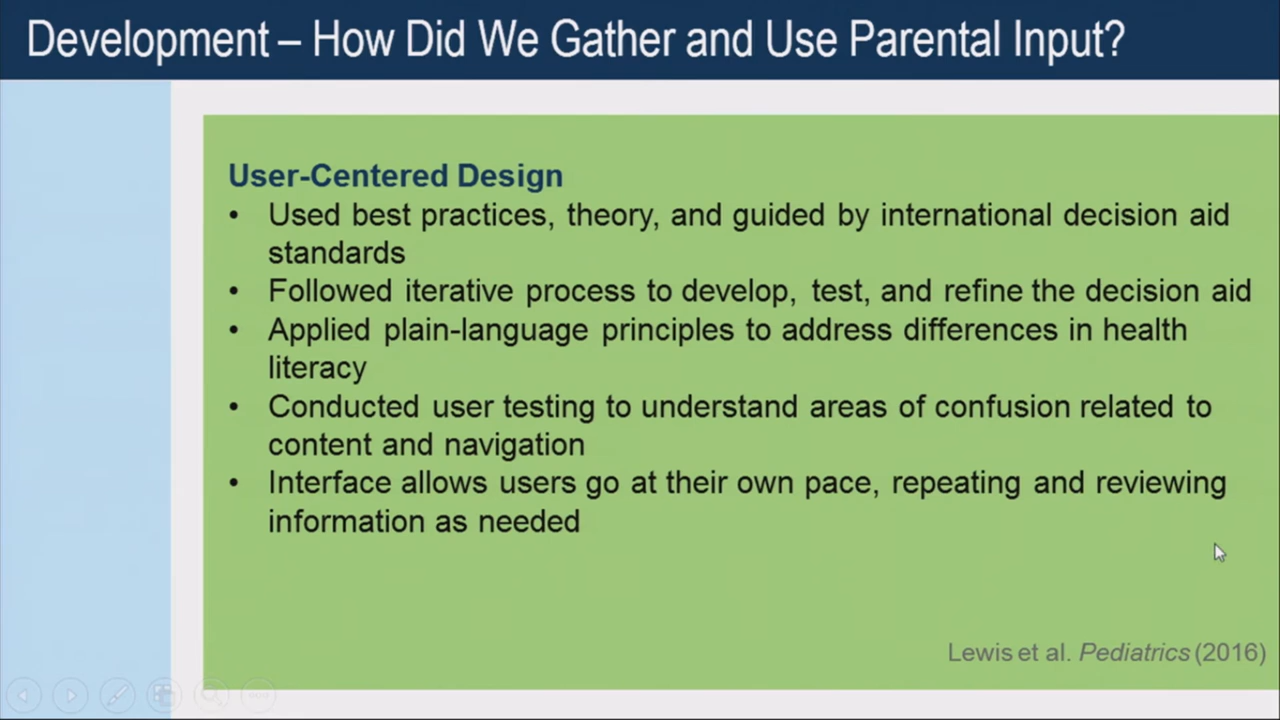 Development – How Did We Gather and Use Parental Input?
User-Centered Design
• Used best practices, theory, and guided by international decision aid
standards
• Followed iterative process to develop, test, and refine the decision aid
• Applied plain-language principles to address differences in health
literacy
• Conducted user testing to understand areas of confusion related to
content and navigation
• Interface allows users go at their own pace, repeating and reviewing
information as needed
Lewis et al. Pediatrics (2016)